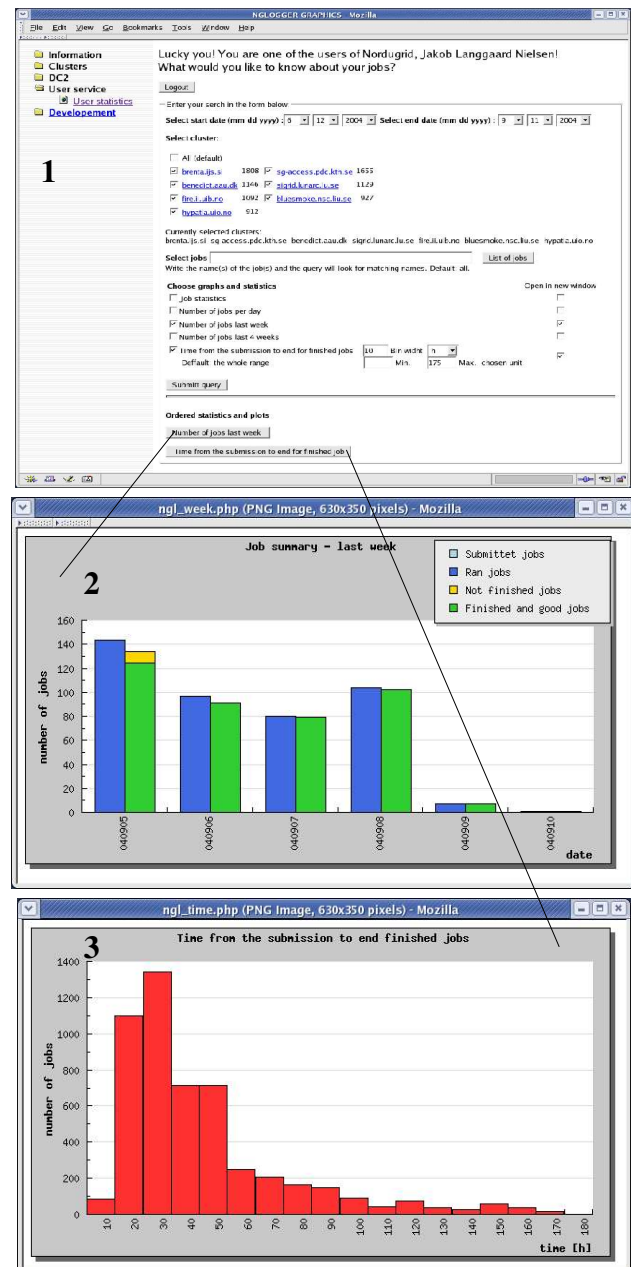 NGLOGGER GRAPHICS - Mozilla
File Edit View Go Bookmarks Tools Window Help
Information
Clusters
DC2
User service
User statistics
Developement
1
Lucky you! You are one of the users of Nordugrid, Jakob Langgaard Nielsen!
What would you like to know about your jobs?
Logout
Enter your serch in the form below
Select start date (mm dd yyyy) : 6 12 2004 Select end date (mm dd yyyy) : 9 11 2004
Select cluster:
All (default)
brenta.ijs.si 1808 sg-access.pdc.kth.se 1655
benedict.aau.dk 1146 sigrid.lunarc.lu.se 1129
fire.ii.uib.no 1092 bluesmoke.nsc.liu.se 927
hypatia.uio.no 912
Currently selected clusters:
brenta.ijs.si sg-access.pdc.kth.se benedict.aau.dk sigrid.lunarc.lu.se fire.ii.uib.no bluesmoke.nsc.liu.se hypatia.uio.no
Select jobs List of jobs
Write the name(s) of the job(s) and the query will look for matching names. Default: all.
Choose graphs and statistics Open in new window
Job statistics
Number of jobs per day
Number of jobs last week
Number of jobs last 4 weeks
Time from the submission to end for finished jobs 10 Bin widht h
Deffault: the whole range Min. 175 Max. chosen unit
Submit query
Ordered statistics and plots
Number of jobs last week
Time from the submission to end for finished job
ngl_week.php (PNG Image, 630x350 pixels) - Mozilla
Job summary - last week
2
Submittet jobs
Ran jobs
Not finished jobs
Finished and good jobs
number of jobs
160
140
120
100
80
60
40
20
0
040905 040906 040907 040908 040909 040910
date
ngl_time.php (PNG Image, 630x350 pixels) - Mozilla
3
Time from the submission to end finished jobs
number of jobs
1400
1200
1000
800
600
400
200
0
10 20 30 40 50 60 70 80 90 100 110 120 130 140 150 160 170 180
time [h]